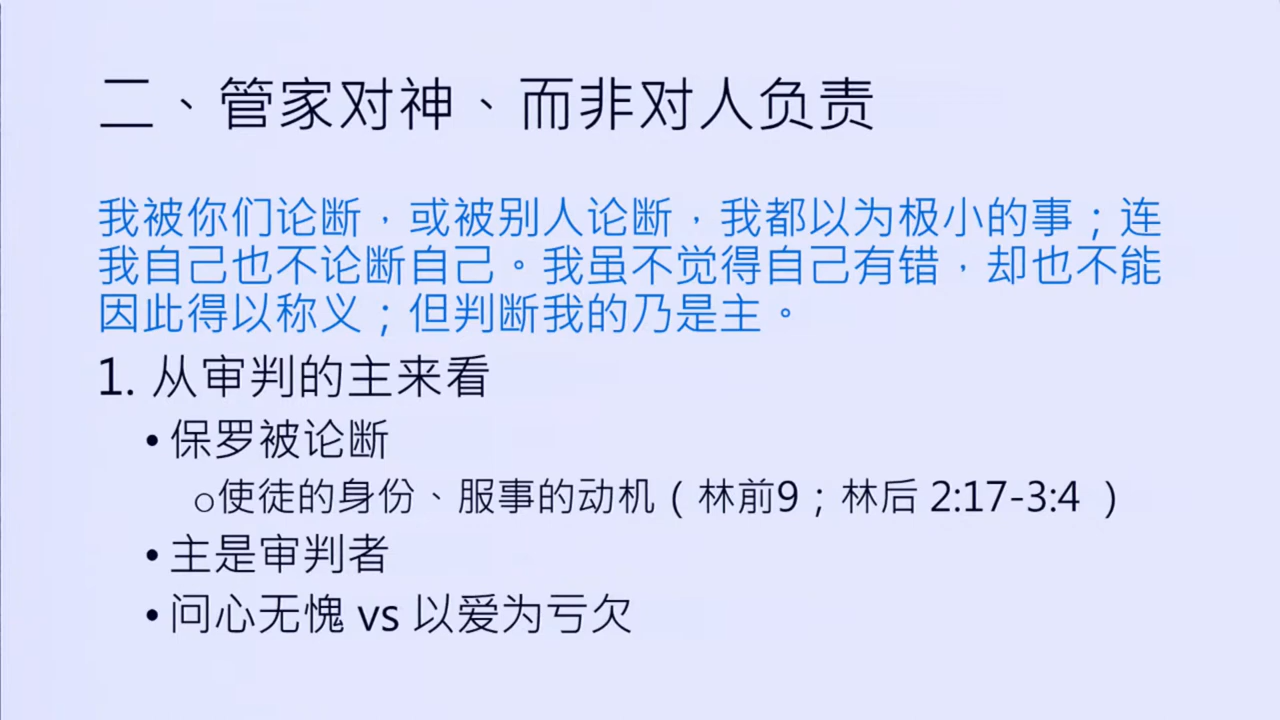 二、管家对神、而非对人负责
我被你们论断，或被别人论断，我都以为极小的事；连
我自己也不论断自己。我虽不觉得自己有错，却也不能
因此得以称义；但判断我的乃是主。
1. 从审判的主来看
• 保罗被论断
o使徒的身份、服事的动机（林前9；林后 2:17-3:4 ）
• 主是审判者
• 问心无愧 vs 以爱为亏欠